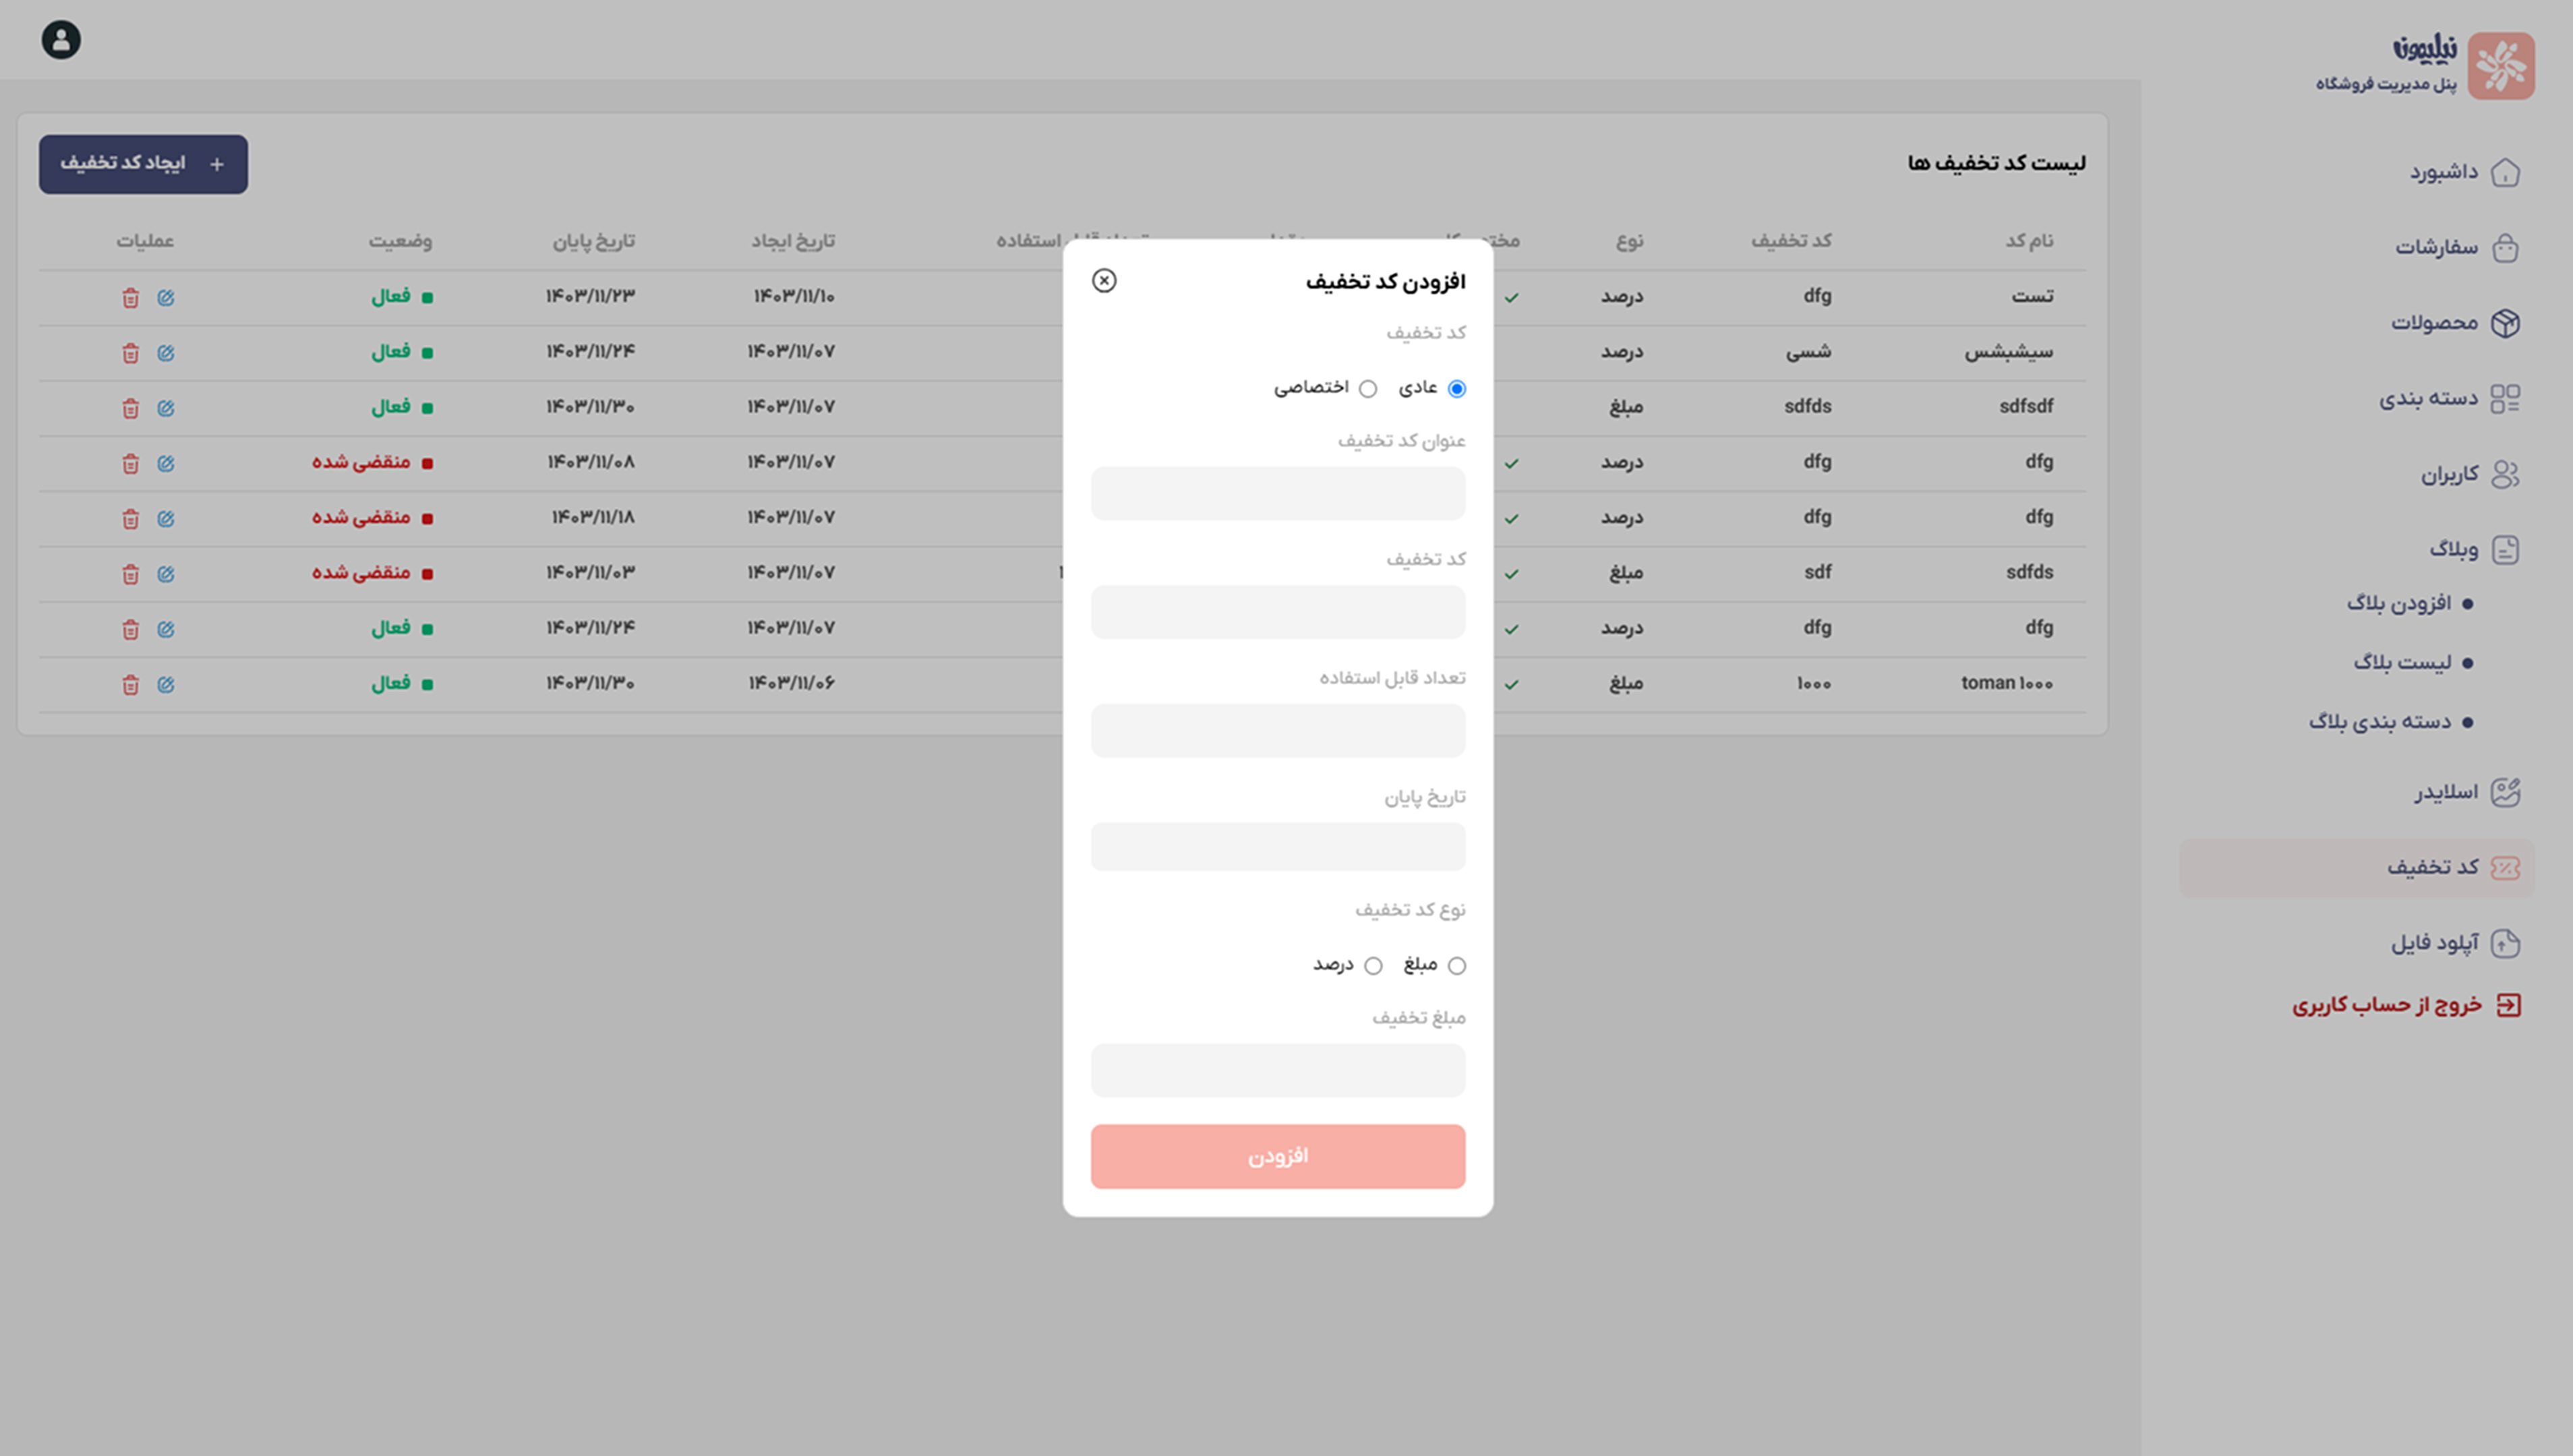 نیلیمونه
پنل مدیریت فروشگاه
داشبورد
سفارشات
محصولات
دسته بندی
کاربران
وبلاگ
افزودن بلاگ
لیست بلاگ
دسته بندی بلاگ
اسلایدر
کد تخفیف
آپلود فایل
خروج از حساب کاربری
لیست کد تخفیف ها
+ ایجاد کد تخفیف
نام کد کد تخفیف نوع استفاده تاریخ ایجاد تاریخ پایان وضعیت عملیات
تست dfg درصد ۱۴۰۳/۱۱/۱۰ ۱۴۰۳/۱۱/۲۳ فعال
سیشبشس شسی درصد ۱۴۰۳/۱۱/۰۷ ۱۴۰۳/۱۱/۲۴ فعال
sdfsdf sdfds مبلغ ۱۴۰۳/۱۱/۰۷ ۱۴۰۳/۱۱/۳۰ فعال
dfg dfg درصد ۱۴۰۳/۱۱/۰۷ ۱۴۰۳/۱۱/۰۸ منقضی شده
dfg dfg درصد ۱۴۰۳/۱۱/۰۷ ۱۴۰۳/۱۱/۱۸ منقضی شده
sdfds sdf مبلغ ۱۴۰۳/۱۱/۰۷ ۱۴۰۳/۱۱/۰۳ منقضی شده
dfg dfg درصد ۱۴۰۳/۱۱/۰۷ ۱۴۰۳/۱۱/۲۴ فعال
toman ۱۰۰۰ ۱۰۰۰ مبلغ ۱۴۰۳/۱۱/۰۶ ۱۴۰۳/۱۱/۳۰ فعال
افزودن کد تخفیف
کد تخفیف
عادی اختصاصی
عنوان کد تخفیف
کد تخفیف
تعداد قابل استفاده
تاریخ پایان
نوع کد تخفیف
مبلغ درصد
مبلغ تخفیف
افزودن